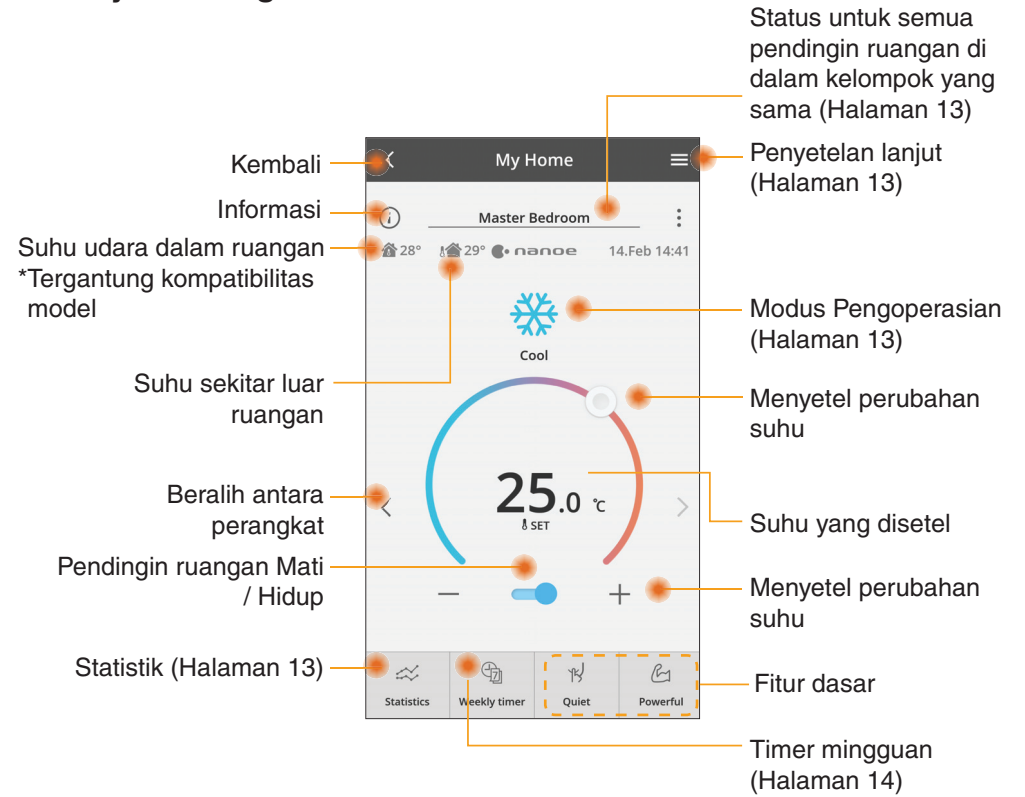 Status untuk semua
pendingin ruangan di
dalam kelompok yang
sama (Halaman 13)
Kembali
My Home
Penyetelan lanjut
(Halaman 13)
Informasi
Master Bedroom
Suhu udara dalam ruangan
*Tergantung kompatibilitas
model
28°
29°
nanoe
14.Feb 14:41
Modus Pengoperasian
(Halaman 13)
Cool
Suhu sekitar luar
ruangan
Menyetel perubahan
suhu
Beralih antara
perangkat
25.0 °C
SET
Suhu yang disetel
Pendingin ruangan Mati
/ Hidup
Menyetel perubahan
suhu
Statistik (Halaman 13)
Statistics
Weekly timer
Quiet
Powerful
Fitur dasar
Timer mingguan
(Halaman 14)